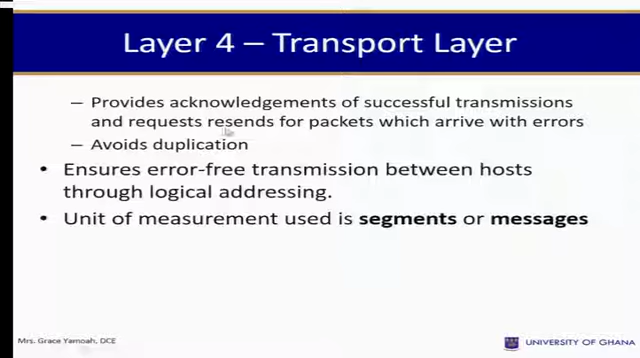 Layer 4 – Transport Layer
– Provides acknowledgements of successful transmissions
and requests resends for packets which arrive with errors
– Avoids duplication
• Ensures error-free transmission between hosts
through logical addressing.
• Unit of measurement used is segments or messages
Mrs. Grace Yamoah, DCE
UNIVERSITY OF GHANA